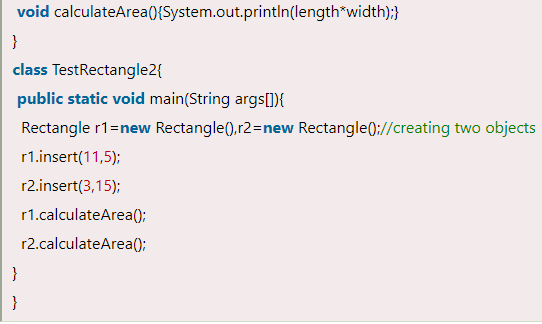 void calculateArea(){System.out.println(length*width);}
}
class TestRectangle2{
public static void main(String args[]){
Rectangle r1=new Rectangle(),r2=new Rectangle();//creating two objects
r1.insert(11,5);
r2.insert(3,15);
r1.calculateArea();
r2.calculateArea();
}
}